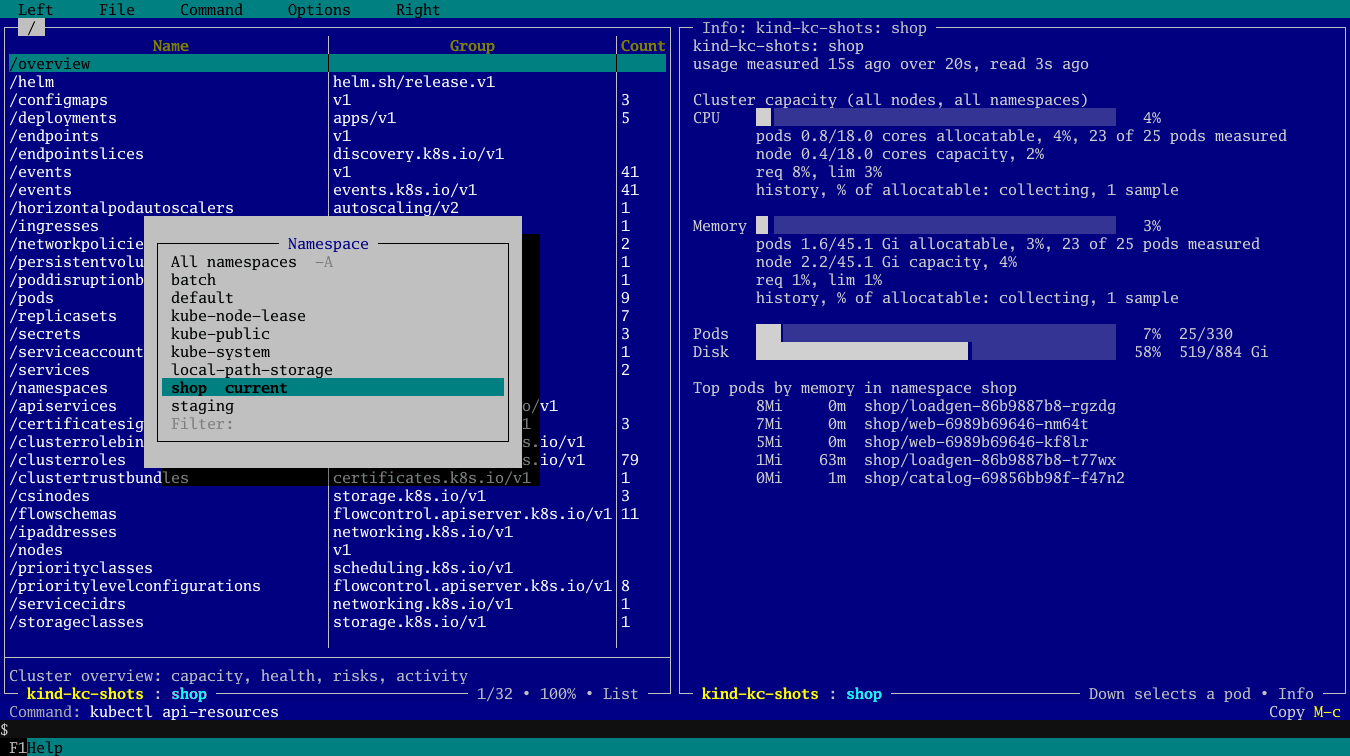 Left File Command Options Right
/
Name Group Count
/overview
/helm helm.sh/release.v1
/configmaps v1 3
/deployments apps/v1 5
/endpoints v1
/endpointslices discovery.k8s.io/v1
/events v1 41
/events events.k8s.io/v1 41
/horizontalpodautoscalers autoscaling/v2 1
/ingresses 1
/networkpolicie 2
/persistentvolu 1
/poddisruptionb 1
/pods 9
/replicasets 7
/secrets 3
/serviceaccount 1
/services 2
/namespaces
/apiservices o/v1
/certificatesig 1 3
/clusterrolebin s.io/v1
/clusterroles s.io/v1 79
/clustertrustbundles certificates.k8s.io/v1 1
/csinodes storage.k8s.io/v1 3
/flowschemas flowcontrol.apiserver.k8s.io/v1 11
/ipaddresses networking.k8s.io/v1
/nodes v1
/priorityclasses scheduling.k8s.io/v1
/prioritylevelconfigurations flowcontrol.apiserver.k8s.io/v1 8
/servicecidrs networking.k8s.io/v1 1
/storageclasses storage.k8s.io/v1 1
Cluster overview: capacity, health, risks, activity
kind-kc-shots : shop 1/32 • 100% • List
Namespace
All namespaces -A
batch
default
kube-node-lease
kube-public
kube-system
local-path-storage
shop current
staging
Filter:
Info: kind-kc-shots: shop
kind-kc-shots: shop
usage measured 15s ago over 20s, read 3s ago
Cluster capacity (all nodes, all namespaces)
CPU 4%
pods 0.8/18.0 cores allocatable, 4%, 23 of 25 pods measured
node 0.4/18.0 cores capacity, 2%
req 8%, lim 3%
history, % of allocatable: collecting, 1 sample
Memory 3%
pods 1.6/45.1 Gi allocatable, 3%, 23 of 25 pods measured
node 2.2/45.1 Gi capacity, 4%
req 1%, lim 1%
history, % of allocatable: collecting, 1 sample
Pods 7% 25/330
Disk 58% 519/884 Gi
Top pods by memory in namespace shop
8Mi 0m shop/loadgen-86b9887b8-rgzdg
7Mi 0m shop/web-6989b69646-nm64t
5Mi 0m shop/web-6989b69646-kf8lr
1Mi 63m shop/loadgen-86b9887b8-t77wx
0Mi 1m shop/catalog-69856bb98f-f47n2
kind-kc-shots : shop Down selects a pod • Info
Command: kubectl api-resources Copy M-c
$
F1Help